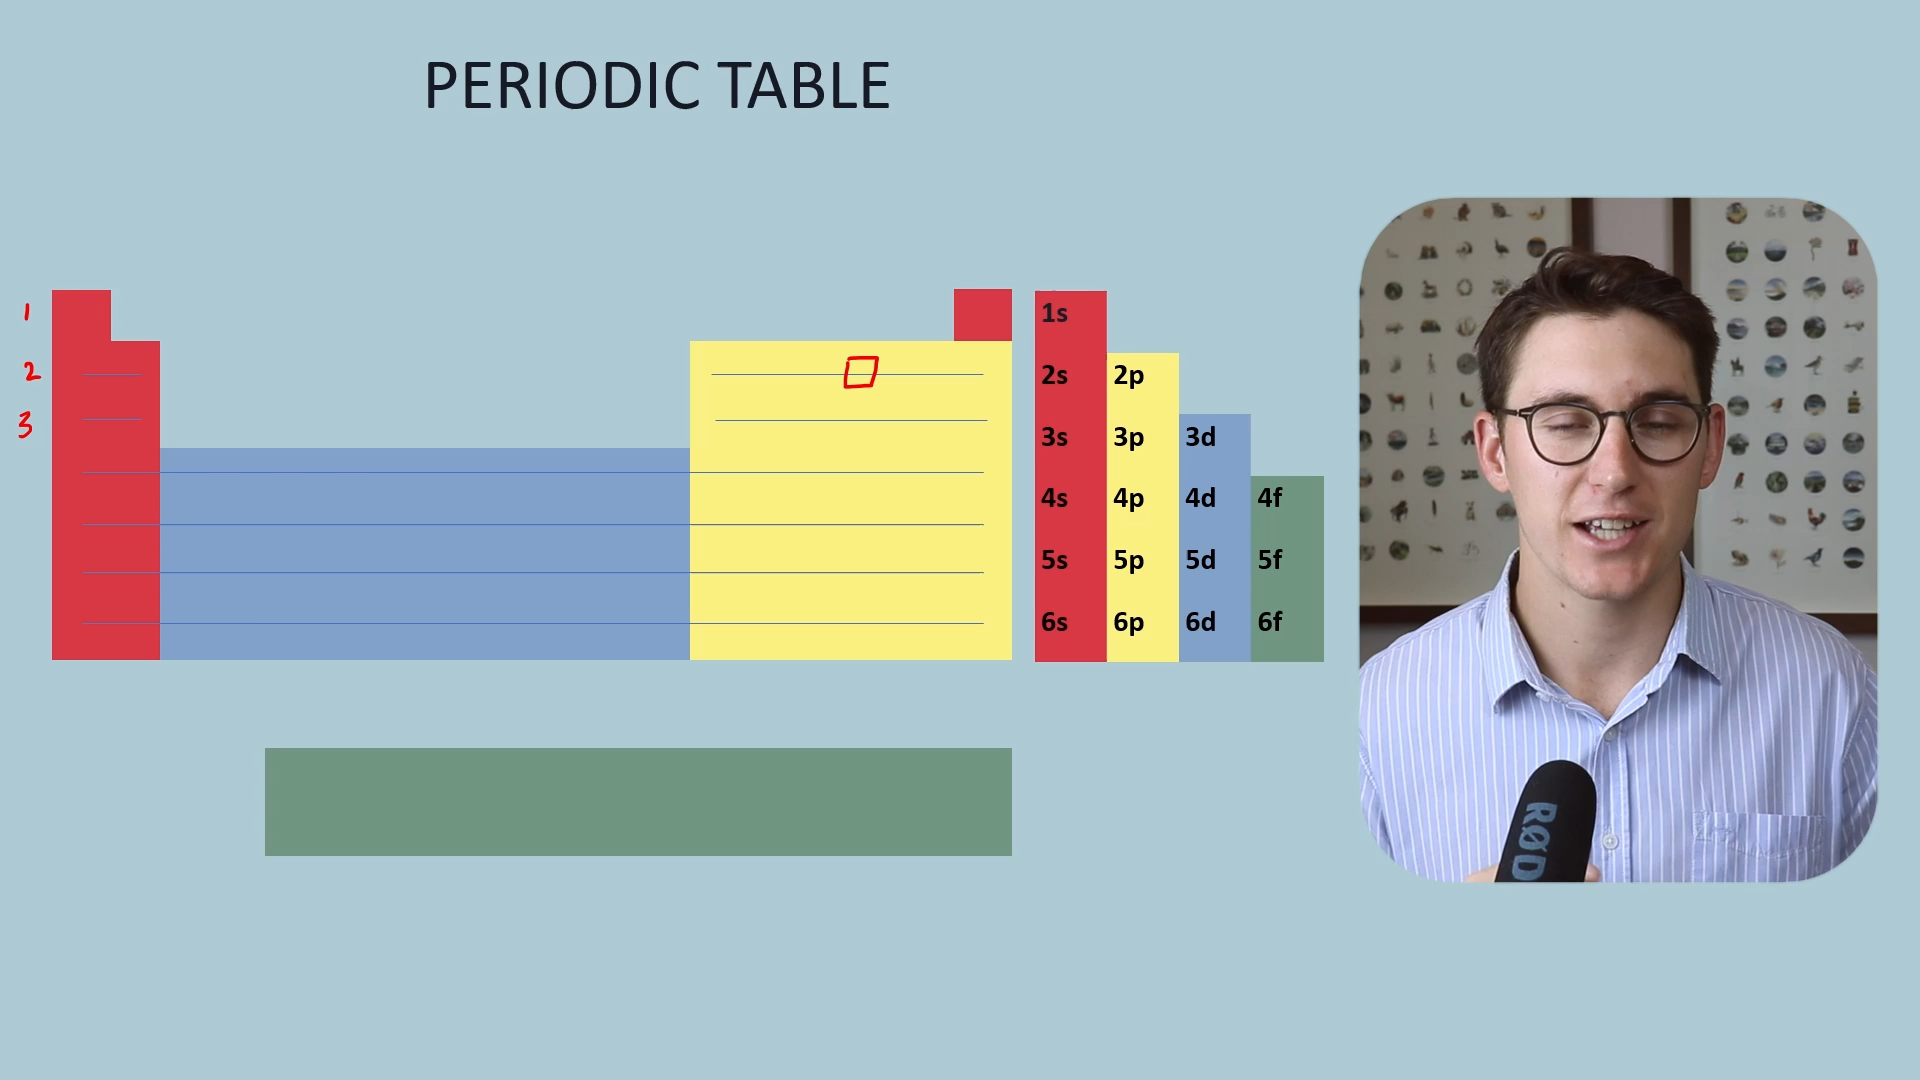 PERIODIC TABLE
1
2
3
1s
2s 2p
3s 3p 3d
4s 4p 4d 4f
5s 5p 5d 5f
6s 6p 6d 6f
RØD